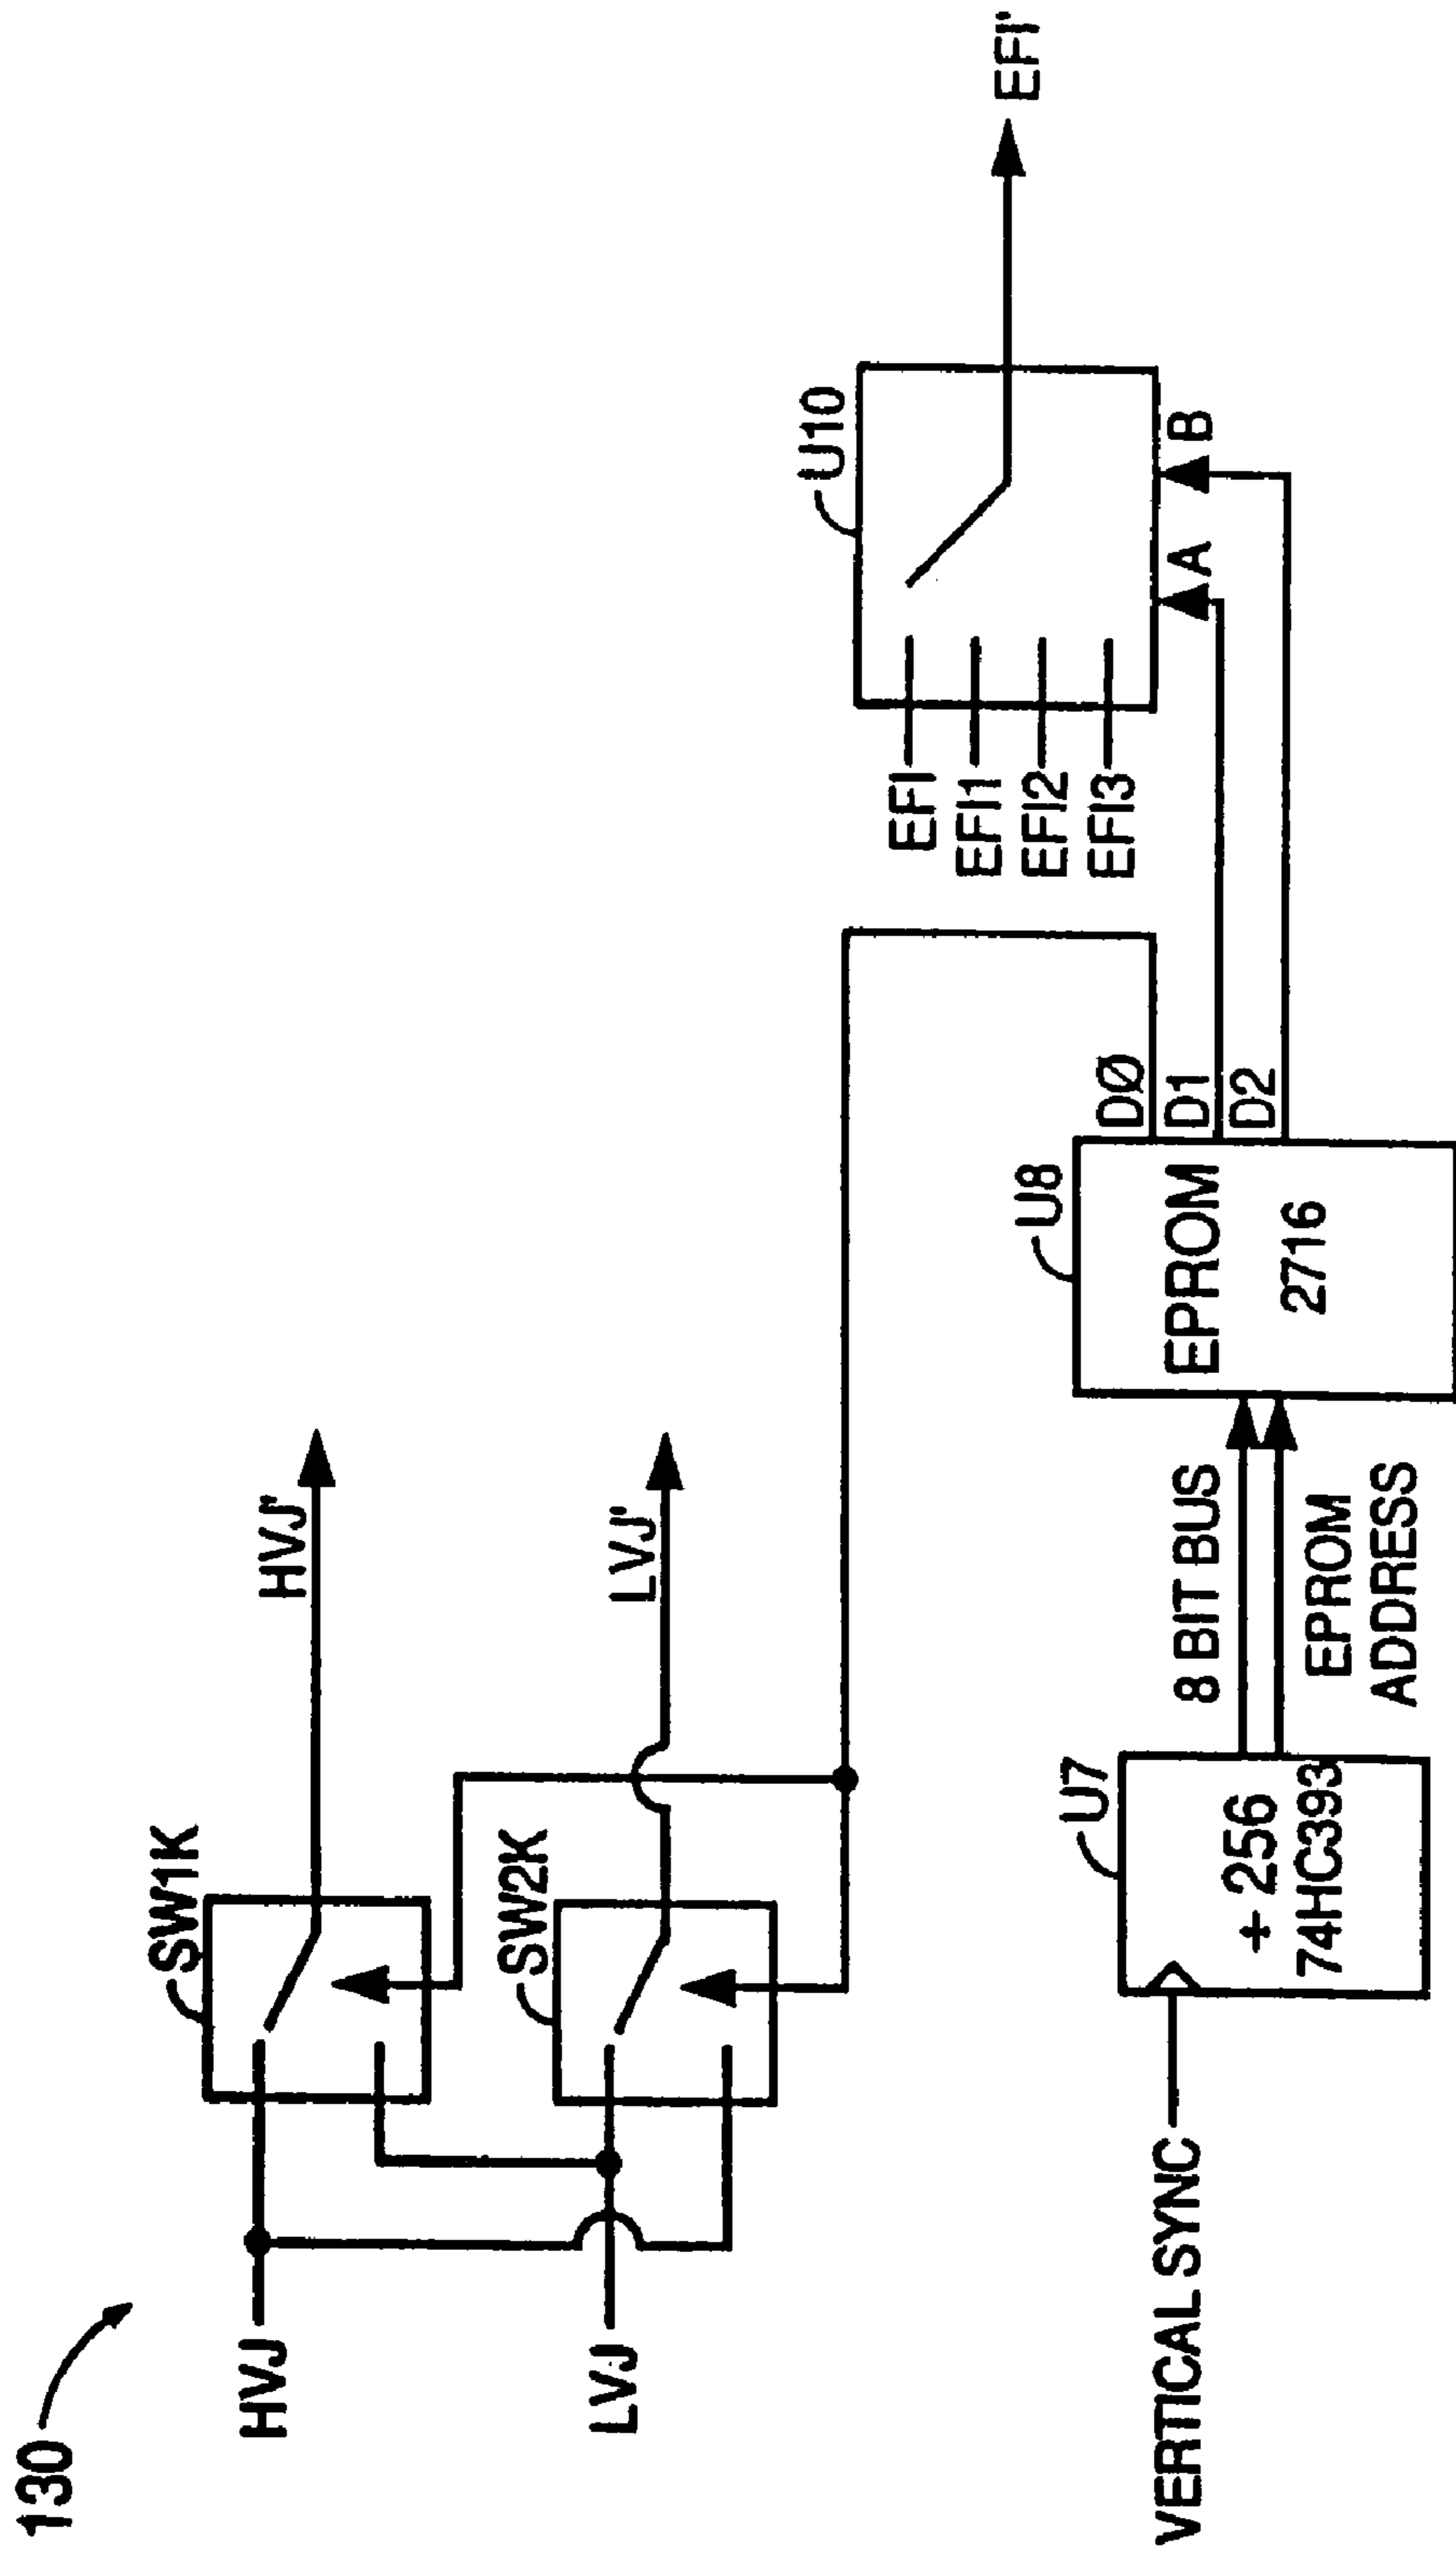 130
HVJ
LVJ
SW1K
SW2K
HVJ'
LVJ'
VERTICAL SYNC
U7
+ 256
74HC393
8 BIT BUS
EPROM
ADDRESS
U8
EPROM
2716
DØ
D1
D2
EFI
EFI1
EFI2
EFI3
U10
A
B
EFI'